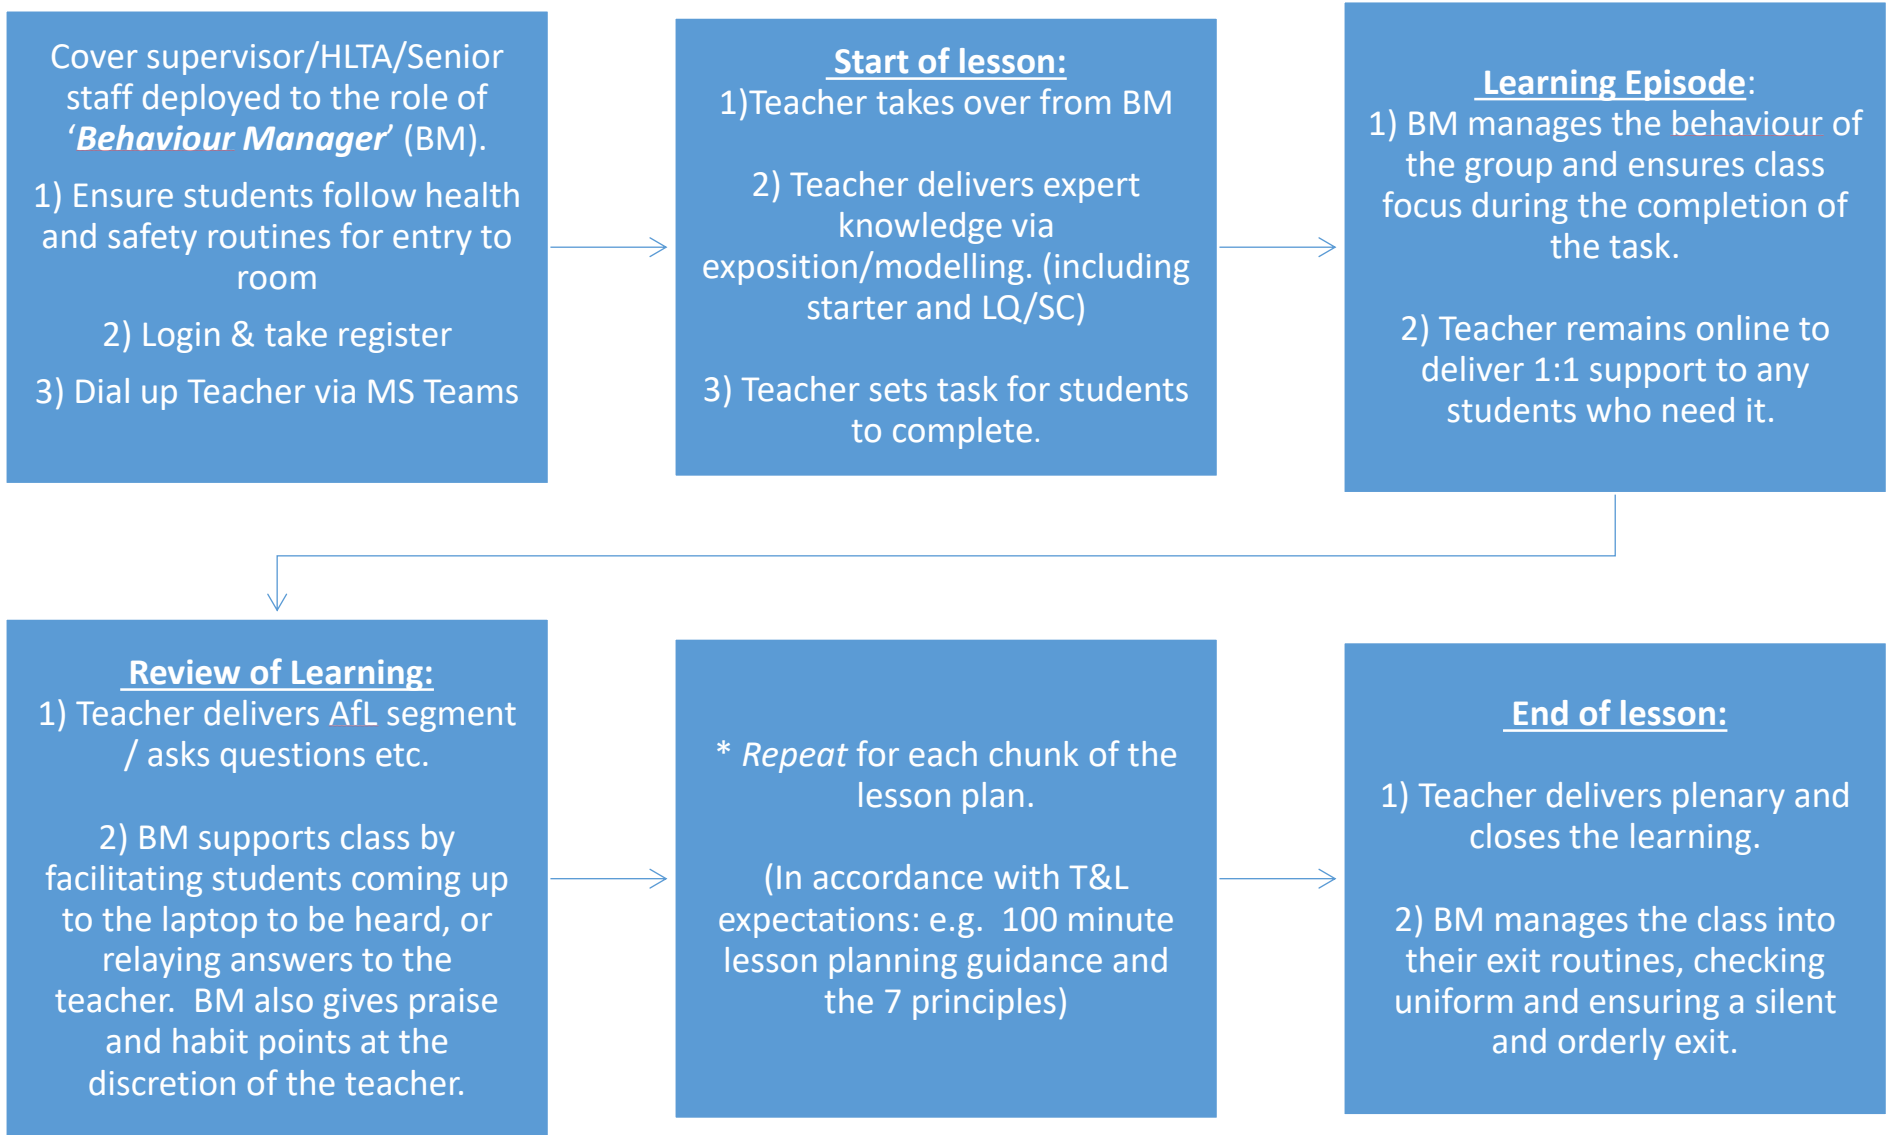 Cover supervisor/HLTA/Senior
staff deployed to the role of
‘Behaviour Manager’ (BM).
1) Ensure students follow health
and safety routines for entry to
room
2) Login & take register
3) Dial up Teacher via MS Teams
Start of lesson:
1)Teacher takes over from BM
2) Teacher delivers expert
knowledge via
exposition/modelling. (including
starter and LQ/SC)
3) Teacher sets task for students
to complete.
Learning Episode:
1) BM manages the behaviour of
the group and ensures class
focus during the completion of
the task.
2) Teacher remains online to
deliver 1:1 support to any
students who need it.
Review of Learning:
1) Teacher delivers AfL segment
/ asks questions etc.
2) BM supports class by
facilitating students coming up
to the laptop to be heard, or
relaying answers to the
teacher.  BM also gives praise
and habit points at the
discretion of the teacher.
* Repeat for each chunk of the
lesson plan.
(In accordance with T&L
expectations: e.g.  100 minute
lesson planning guidance and
the 7 principles)
End of lesson:
1) Teacher delivers plenary and
closes the learning.
2) BM manages the class into
their exit routines, checking
uniform and ensuring a silent
and orderly exit.